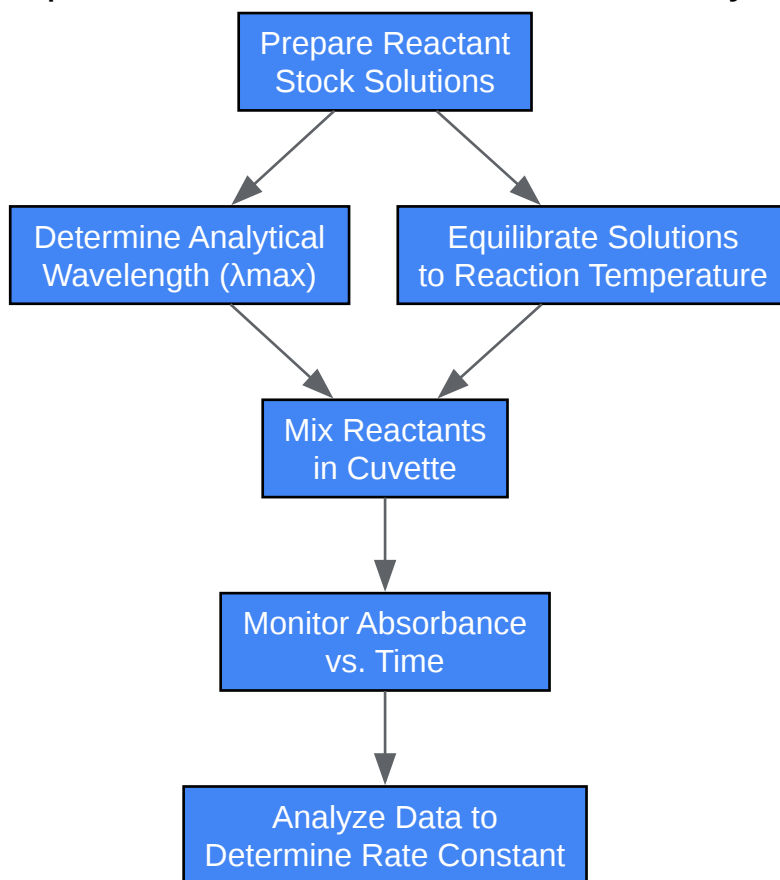 Prepare Reactant
Stock Solutions
Determine Analytical
Wavelength (λmax)
Equilibrate Solutions
to Reaction Temperature
Mix Reactants
in Cuvette
Monitor Absorbance
vs. Time
Analyze Data to
Determine Rate Constant